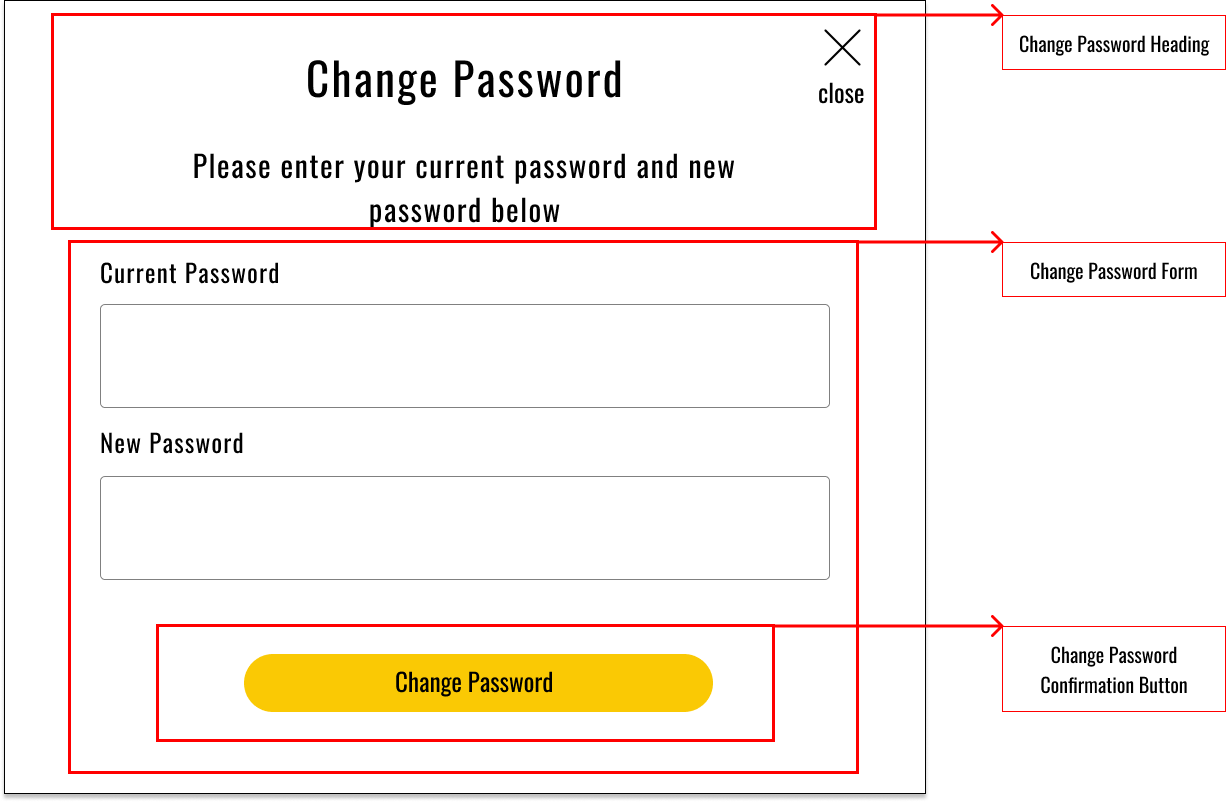 Change Password
close
Please enter your current password and new
password below
Current Password
New Password
Change Password
Change Password Heading
Change Password Form
Change Password
Confirmation Button